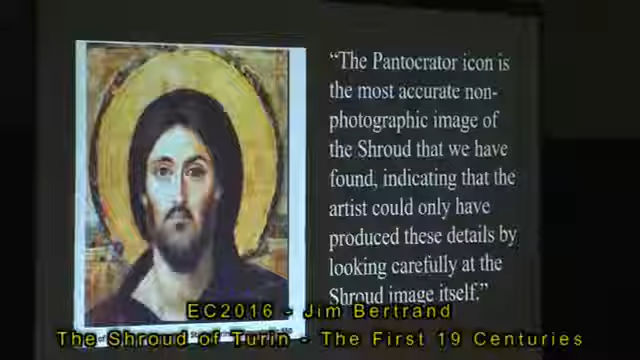 “The Pantocrator icon is
the most accurate non-
photographic image of
the Shroud that we have
found, indicating that the
artist could only have
produced these details by
looking carefully at the
Shroud image itself.”
EC2016 - Jim Bertrand
The Shroud of Turin - The First 19 Centuries